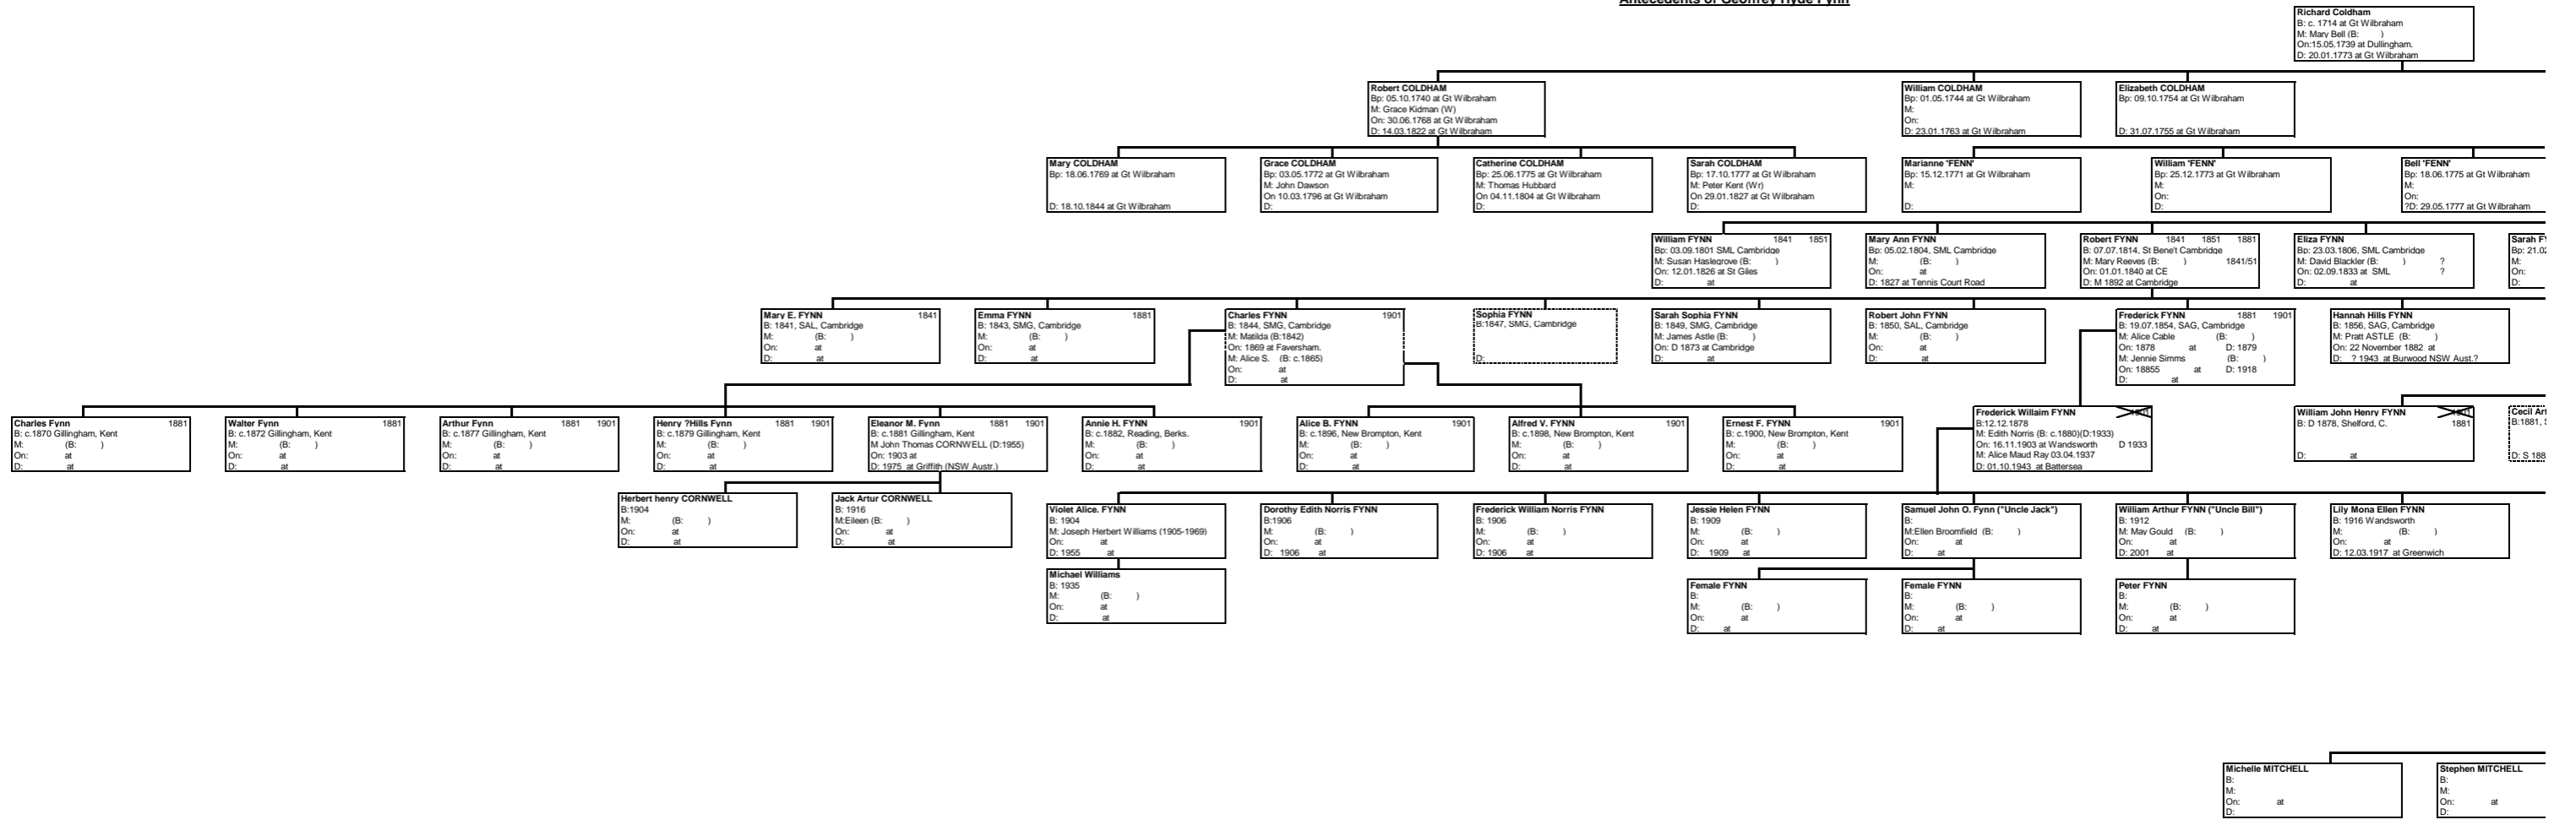 Antecedents of Geoffrey Hyde Fynn
Richard Coldham
B: c. 1714 at Gt Wilbraham
M: Mary Bell (B: )
On:15.05.1739 at Dullingham.
D: 20.01.1773 at Gt Wilbraham
Robert COLDHAM
Bp: 05.10.1740 at Gt Wilbraham
M: Grace Kidman (W)
On: 30.06.1768 at Gt Wilbraham
D: 14.03.1822 at Gt Wilbraham
William COLDHAM
Bp: 01.05.1744 at Gt Wilbraham
M:
On:
D: 23.01.1763 at Gt Wilbraham
Elizabeth COLDHAM
Bp: 09.10.1754 at Gt Wilbraham
D: 31.07.1755 at Gt Wilbraham
Mary COLDHAM
Bp: 18.06.1769 at Gt Wilbraham
D: 18.10.1844 at Gt Wilbraham
Grace COLDHAM
Bp: 03.05.1772 at Gt Wilbraham
M: John Dawson
On 10.03.1796 at Gt Wilbraham
D:
Catherine COLDHAM
Bp: 25.06.1775 at Gt Wilbraham
M: Thomas Hubbard
On 04.11.1804 at Gt Wilbraham
D:
Sarah COLDHAM
Bp: 17.10.1777 at Gt Wilbraham
M: Peter Kent (Wr)
On 29.01.1827 at Gt Wilbraham
D:
Marianne 'FENN'
Bp: 15.12.1771 at Gt Wilbraham
M:
D:
William 'FENN'
Bp: 25.12.1773 at Gt Wilbraham
M:
On:
D:
Bell 'FENN'
Bp: 18.06.1775 at Gt Wilbraham
M:
On:
?D: 29.05.1777 at Gt Wilbraham
William FYNN 1841 1851
Bp: 03.09.1801 SML Cambridge
M: Susan Haslegrove (B: )
On: 12.01.1826 at St Giles
D: at
Mary Ann FYNN
Bp: 05.02.1804, SML Cambridge
M: (B: )
On: at
D: 1827 at Tennis Court Road
Robert FYNN 1841 1851 1881
B: 07.07.1814, St Bene't Cambridge
M: Mary Reeves (B: ) 1841/51
On: 01.01.1840 at CE
D: M 1892 at Cambridge
Eliza FYNN
Bp: 23.03.1806, SML Cambridge
M: David Blackler (B: ) ?
On: 02.09.1833 at SML ?
D: at
Sarah F
Bp: 21.0
M:
On:
D:
Mary E. FYNN 1841
B: 1841, SAL, Cambridge
M: (B: )
On: at
D: at
Emma FYNN 1881
B: 1843, SMG, Cambridge
M: (B: )
On: at
D: at
Charles FYNN 1901
B: 1844, SMG, Cambridge
M: Matilda (B:1842)
On: 1869 at Faversham.
M: Alice S. (B: c.1865)
On: at
D: at
Sophia FYNN
B:1847, SMG, Cambridge
D:
Sarah Sophia FYNN
B: 1849, SMG, Cambridge
M: James Astle (B: )
On: D 1873 at Cambridge
D: at
Robert John FYNN
B: 1850, SAL, Cambridge
M: (B: )
On: at
D: at
Frederick FYNN 1881 1901
B: 19.07.1854, SAG, Cambridge
M: Alice Cable (B: )
On: 1878 at D: 1879
M: Jennie Simms (B: )
On: 18855 at D: 1918
D: at
Hannah Hills FYNN
B: 1856, SAG, Cambridge
M: Pratt ASTLE (B: )
On: 22 November 1882 at
D: ? 1943 at Burwood NSW Aust.?
Charles Fynn 1881
B: c.1870 Gillingham, Kent
M: (B: )
On: at
D: at
Walter Fynn 1881
B: c.1872 Gillingham, Kent
M: (B: )
On: at
D: at
Arthur Fynn 1881 1901
B: c.1877 Gillingham, Kent
M: (B: )
On: at
D: at
Henry ?Hills Fynn 1881 1901
B: c.1879 Gillingham, Kent
M: (B: )
On: at
D: at
Eleanor M. Fynn 1881 1901
B: c.1881 Gillingham, Kent
M John Thomas CORNWELL (D:1955)
On: 1903 at
D: 1975 at Griffith (NSW Austr.)
Annie H. FYNN 1901
B: c.1882, Reading, Berks.
M: (B: )
On: at
D: at
Alice B. FYNN 1901
B: c.1896, New Brompton, Kent
M: (B: )
On: at
D: at
Alfred V. FYNN 1901
B: c.1898, New Brompton, Kent
M: (B: )
On: at
D: at
Ernest F. FYNN 1901
B: c.1900, New Brompton, Kent
M: (B: )
On: at
D: at
Frederick Willaim FYNN 1901
B:12.12.1878
M: Edith Norris (B: c.1880)(D:1933)
On: 16.11.1903 at Wandsworth D 1933
M: Alice Maud Ray 03.04.1937
D: 01.10.1943 at Battersea
William John Henry FYNN 1901
B: D 1878, Shelford, C. 1881
D: at
Cecil Ar
B:1881, S
D: S 188
Herbert henry CORNWELL
B:1904
M: (B: )
On: at
D: at
Jack Artur CORNWELL
B: 1916
M:Eileen (B: )
On: at
D: at
Violet Alice. FYNN
B: 1904
M: Joseph Herbert Williams (1905-1969)
On: at
D: 1955 at
Dorothy Edith Norris FYNN
B:1906
M: (B: )
On: at
D: 1906 at
Frederick William Norris FYNN
B: 1906
M: (B: )
On: at
D: 1906 at
Jessie Helen FYNN
B: 1909
M: (B: )
On: at
D: 1909 at
Samuel John O. Fynn ("Uncle Jack")
B:
M:Ellen Broomfield (B: )
On: at
D: at
William Arthur FYNN ("Uncle Bill")
B: 1912
M: May Gould (B: )
On: at
D: 2001 at
Lily Mona Ellen FYNN
B: 1916 Wandsworth
M: (B: )
On: at
D: 12.03.1917 at Greenwich
Michael Williams
B: 1935
M: (B: )
On: at
D: at
Female FYNN
B:
M: (B: )
On: at
D: at
Female FYNN
B:
M: (B: )
On: at
D: at
Peter FYNN
B:
M: (B: )
On: at
D: at
Michelle MITCHELL
B:
M:
On: at
D:
Stephen MITCHELL
B:
M:
On: at
D: